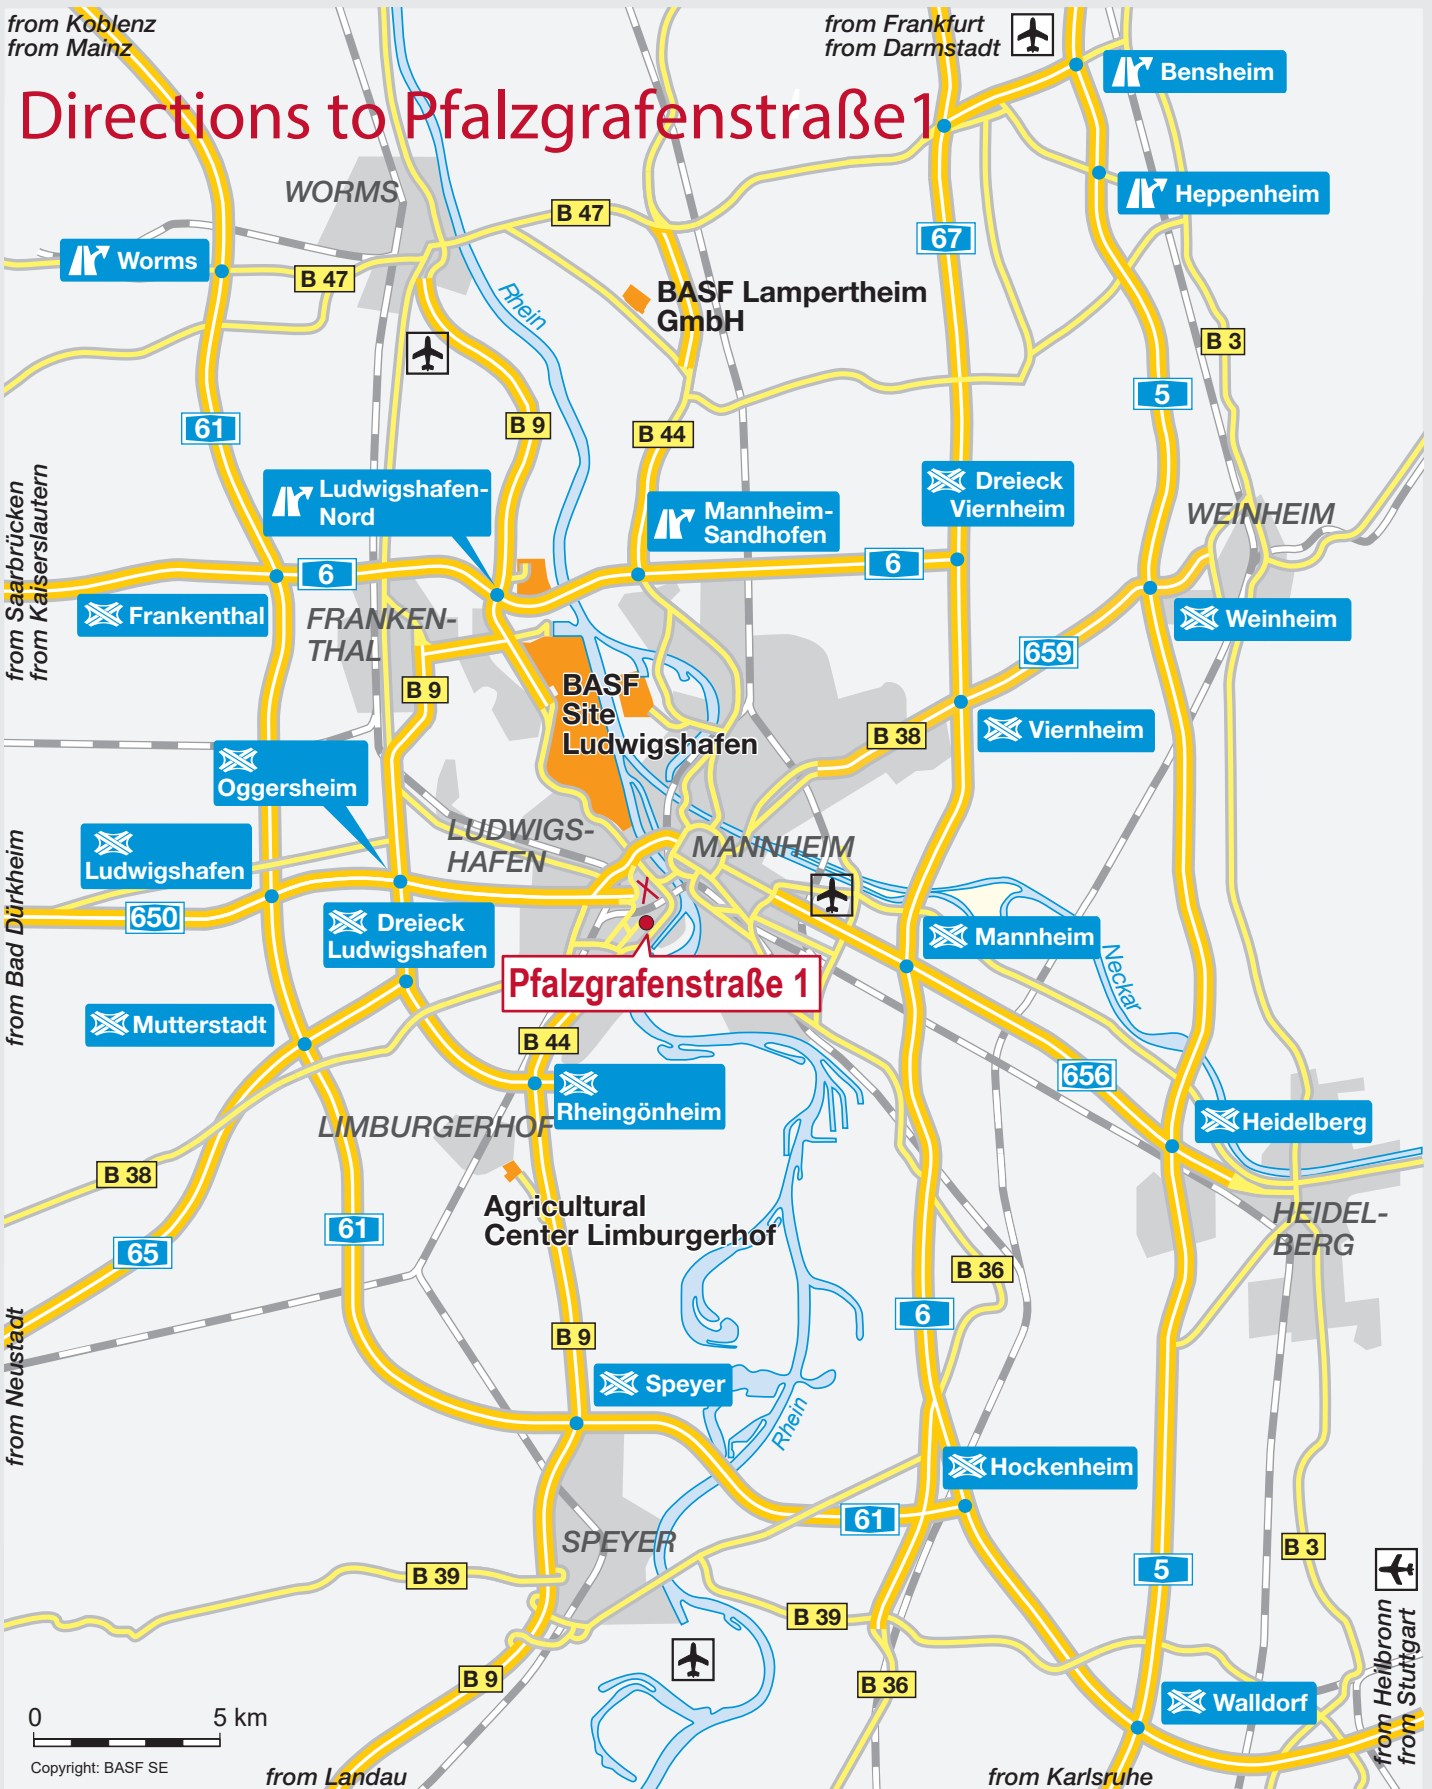 from Koblenz
from Mainz
from Frankfurt
from Darmstadt
Bensheim
Directions to Pfalzgrafenstraße1
WORMS
Heppenheim
B 47
67
Worms
B 47
Rhein
BASF Lampertheim
GmbH
B 3
5
61
B 9
B 44
from Saarbrücken
from Kaiserslautern
Ludwigshafen-
Nord
Mannheim-
Sandhofen
Dreieck
Viernheim
WEINHEIM
6
6
Frankenthal
FRANKEN-
THAL
Weinheim
659
B 9
BASF
Site
Ludwigshafen
B 38
Viernheim
Oggersheim
LUDWIGS-
HAFEN
MANNHEIM
Ludwigshafen
650
from Bad Dürkheim
Dreieck
Ludwigshafen
Mannheim
Neckar
Pfalzgrafenstraße 1
Mutterstadt
B 44
656
Rheingönheim
LIMBURGERHOF
Heidelberg
B 38
Agricultural
Center Limburgerhof
HEIDEL-
BERG
61
65
B 36
6
from Neustadt
B 9
Speyer
Rhein
Hockenheim
61
SPEYER
B 39
B 3
5
B 39
from Heilbronn
from Stuttgart
B 9
B 36
Walldorf
0 5 km
Copyright: BASF SE
from Landau
from Karlsruhe